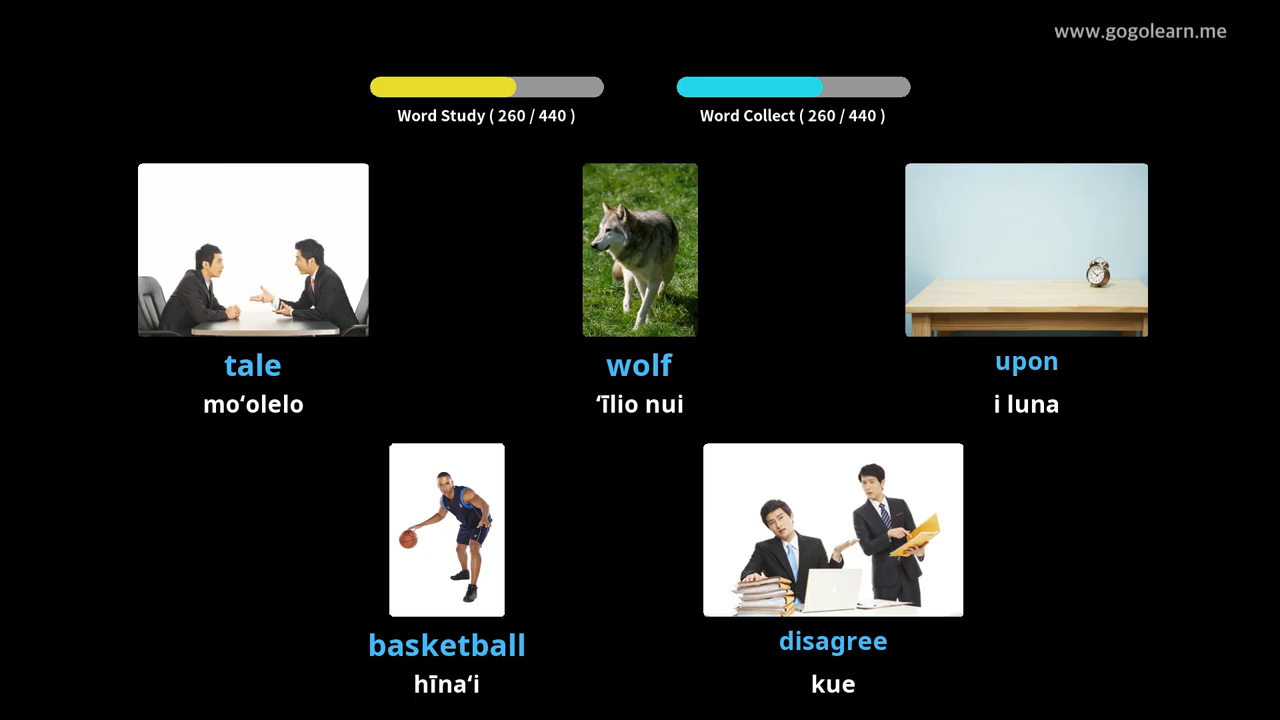 www.gogolearn.me
Word Study ( 260 / 440 )
Word Collect ( 260 / 440 )
tale
moʻolelo
wolf
ʻīlio nui
upon
i luna
basketball
hīnaʻi
disagree
kue